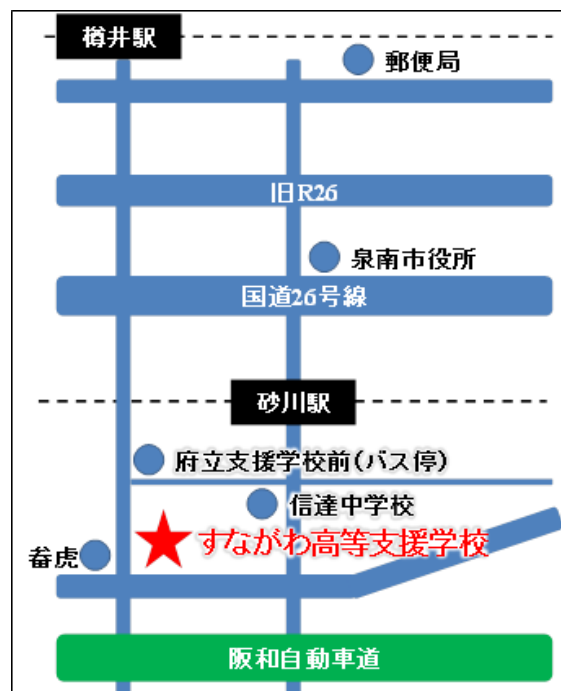 樽井駅
郵便局
旧R26
泉南市役所
国道26号線
砂川駅
府立支援学校前(バス停)
信達中学校
すながわ高等支援学校
畚虎
阪和自動車道